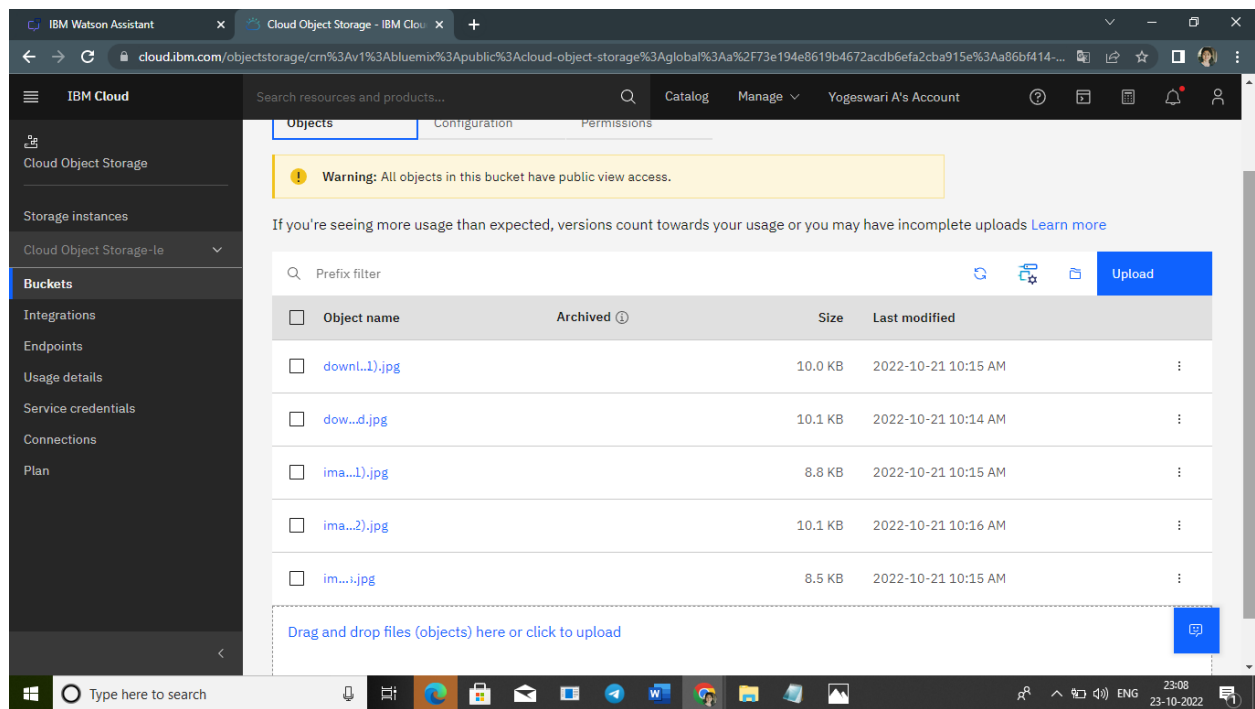 IBM Watson Assistant
Cloud Object Storage - IBM Clou
cloud.ibm.com/objectstorage/crn%3Av1%3Abluemix%3Apublic%3Acloud-object-storage%3Aglobal%3Aa%2F73e194e8619b4672acdb6efa2cba915e%3Aa86bf414-...
IBM Cloud
Search resources and products...
Catalog
Manage
Yogeswari A's Account
Cloud Object Storage
Storage instances
Cloud Object Storage-le
Buckets
Integrations
Endpoints
Usage details
Service credentials
Connections
Plan
Objects
Configuration
Permissions
Warning: All objects in this bucket have public view access.
If you're seeing more usage than expected, versions count towards your usage or you may have incomplete uploads Learn more
Prefix filter
Upload
Object name Archived Size Last modified
downl..1).jpg 10.0 KB 2022-10-21 10:15 AM
dow...d.jpg 10.1 KB 2022-10-21 10:14 AM
ima...1).jpg 8.8 KB 2022-10-21 10:15 AM
ima...2).jpg 10.1 KB 2022-10-21 10:16 AM
im...s.jpg 8.5 KB 2022-10-21 10:15 AM
Drag and drop files (objects) here or click to upload
Type here to search
ENG
23:08
23-10-2022